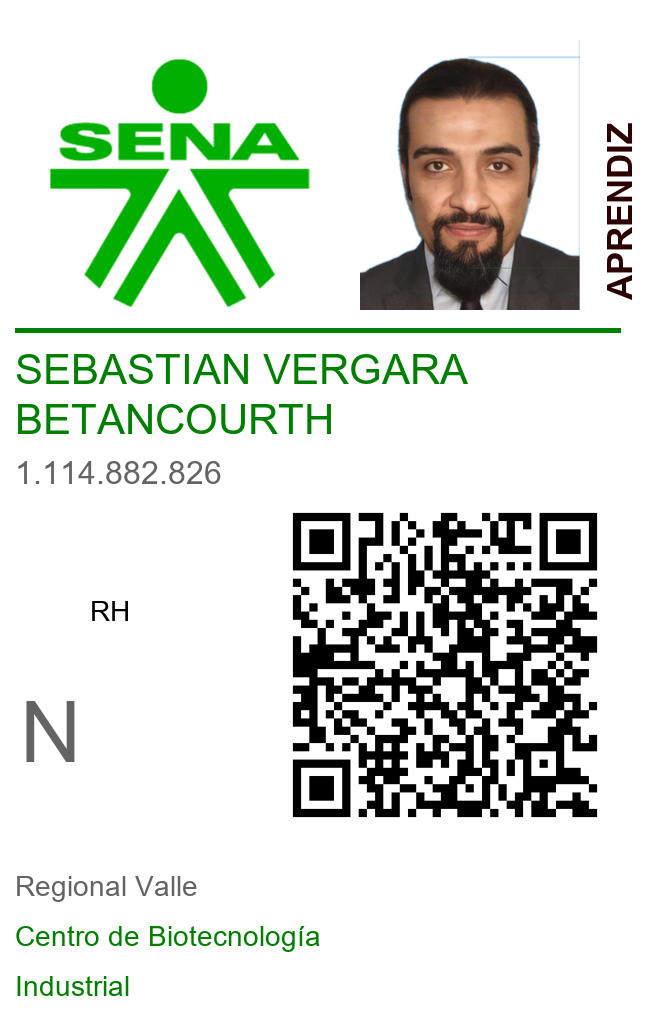 SENA
APRENDIZ
SEBASTIAN VERGARA
BETANCOURTH
1.114.882.826
RH
N
Regional Valle
Centro de Biotecnología
Industrial